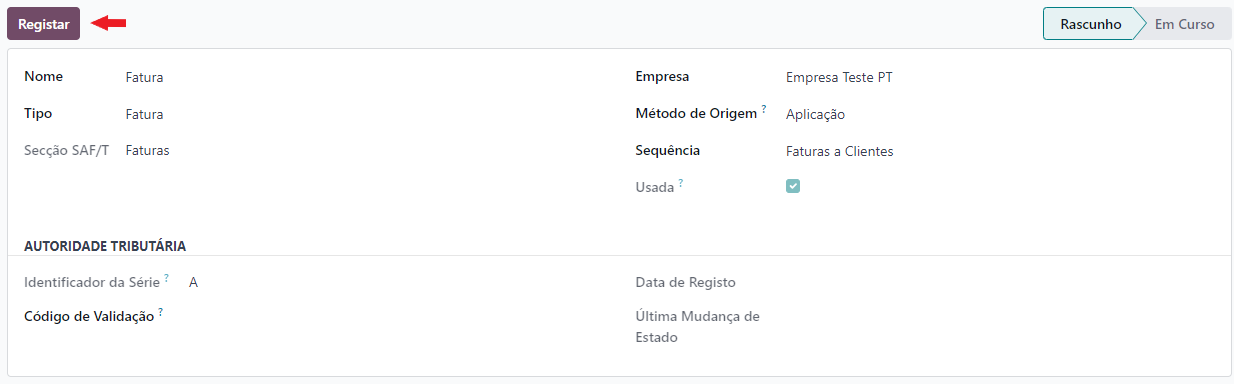 Registar
Rascunho
Em Curso
Nome Fatura
Empresa Empresa Teste PT
Tipo Fatura
Método de Origem ? Aplicação
Secção SAF/T Faturas
Sequência Faturas a Clientes
Usada ?
AUTORIDADE TRIBUTÁRIA
Identificador da Série ? A
Data de Registo
Código de Validação ?
Última Mudança de
Estado